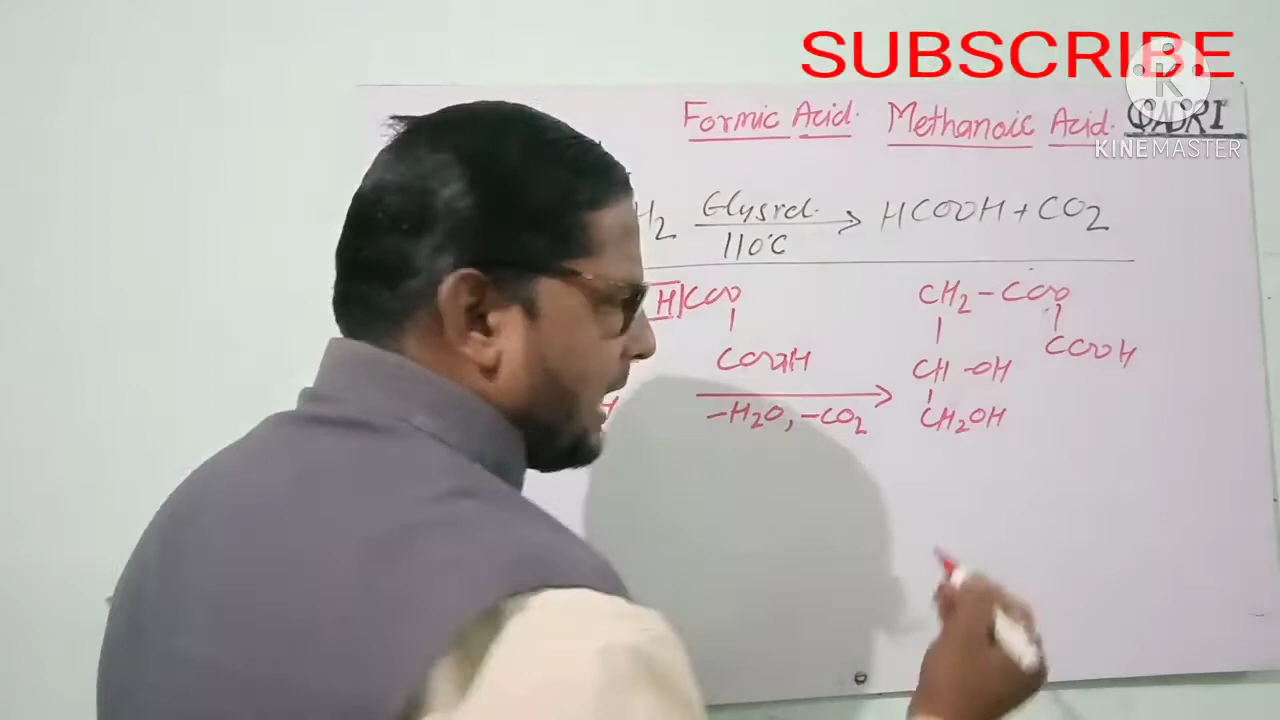 SUBSCRIBE
Formic Acid. Methanoic Acid. QADRI
KINEMASTER
H2 Glysrel. 110°C → HCOOH + CO2
H COO CH2 - COO
COOH CH - OH COOH
-H2O, -CO2 → CH2OH